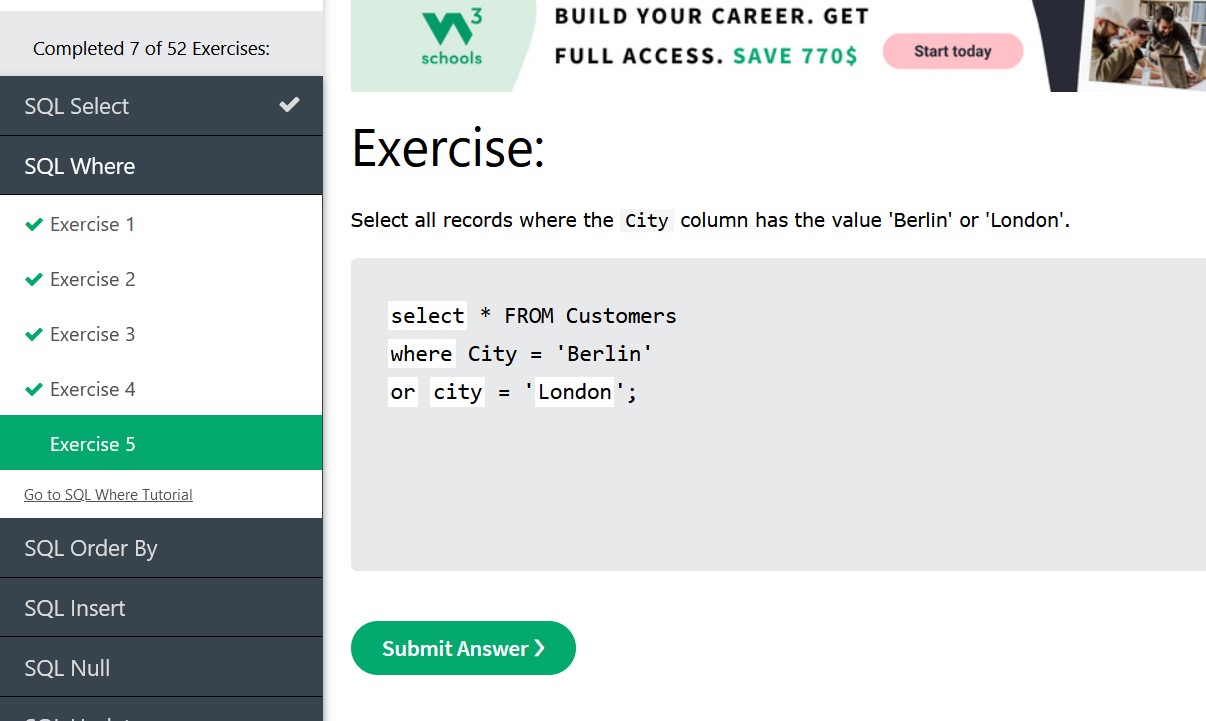 Completed 7 of 52 Exercises:
SQL Select
SQL Where
Exercise 1
Exercise 2
Exercise 3
Exercise 4
Exercise 5
Go to SQL Where Tutorial
SQL Order By
SQL Insert
SQL Null
W3
schools
BUILD YOUR CAREER. GET
FULL ACCESS. SAVE 770$
Start today
Exercise:
Select all records where the City column has the value 'Berlin' or 'London'.
select * FROM Customers
where City = 'Berlin'
or city = 'London';
Submit Answer ❯